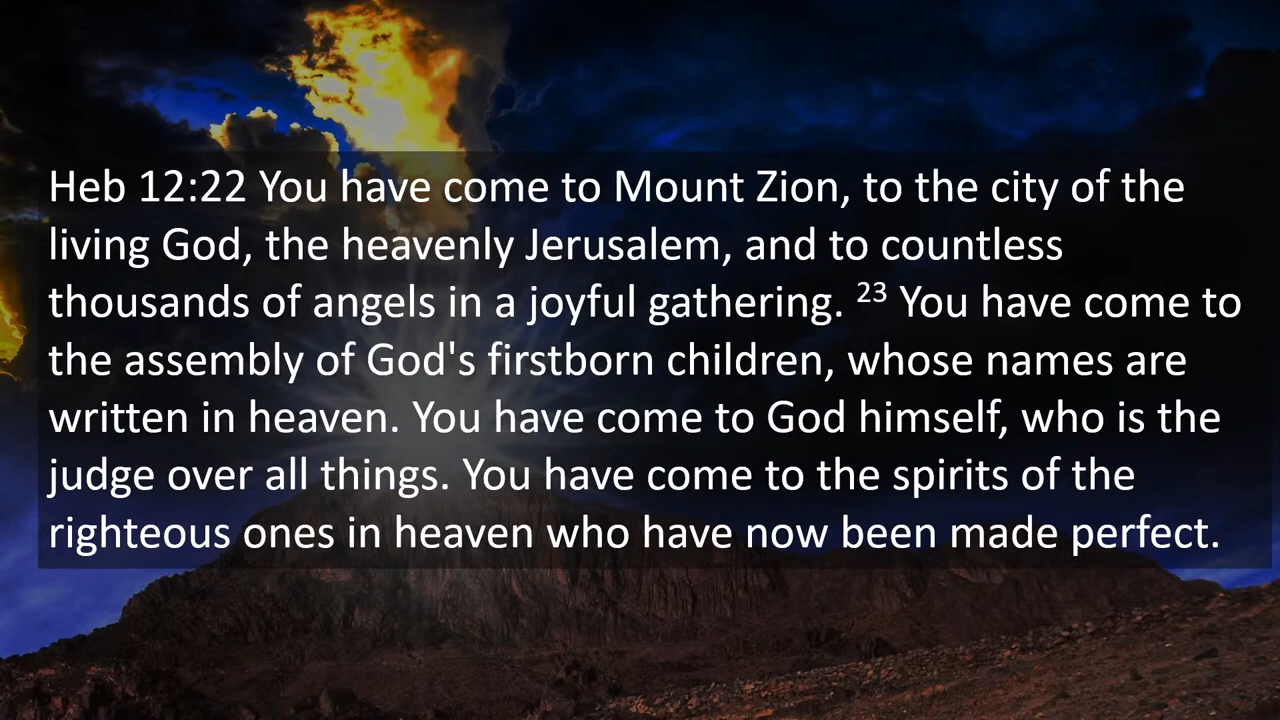 Heb 12:22 You have come to Mount Zion, to the city of the
living God, the heavenly Jerusalem, and to countless
thousands of angels in a joyful gathering. 23 You have come to
the assembly of God's firstborn children, whose names are
written in heaven. You have come to God himself, who is the
judge over all things. You have come to the spirits of the
righteous ones in heaven who have now been made perfect.